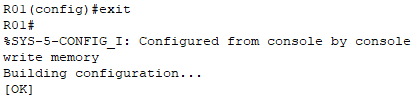 R01(config)#exit
R01#
%SYS-5-CONFIG_I: Configured from console by console
write memory
Building configuration...
[OK]